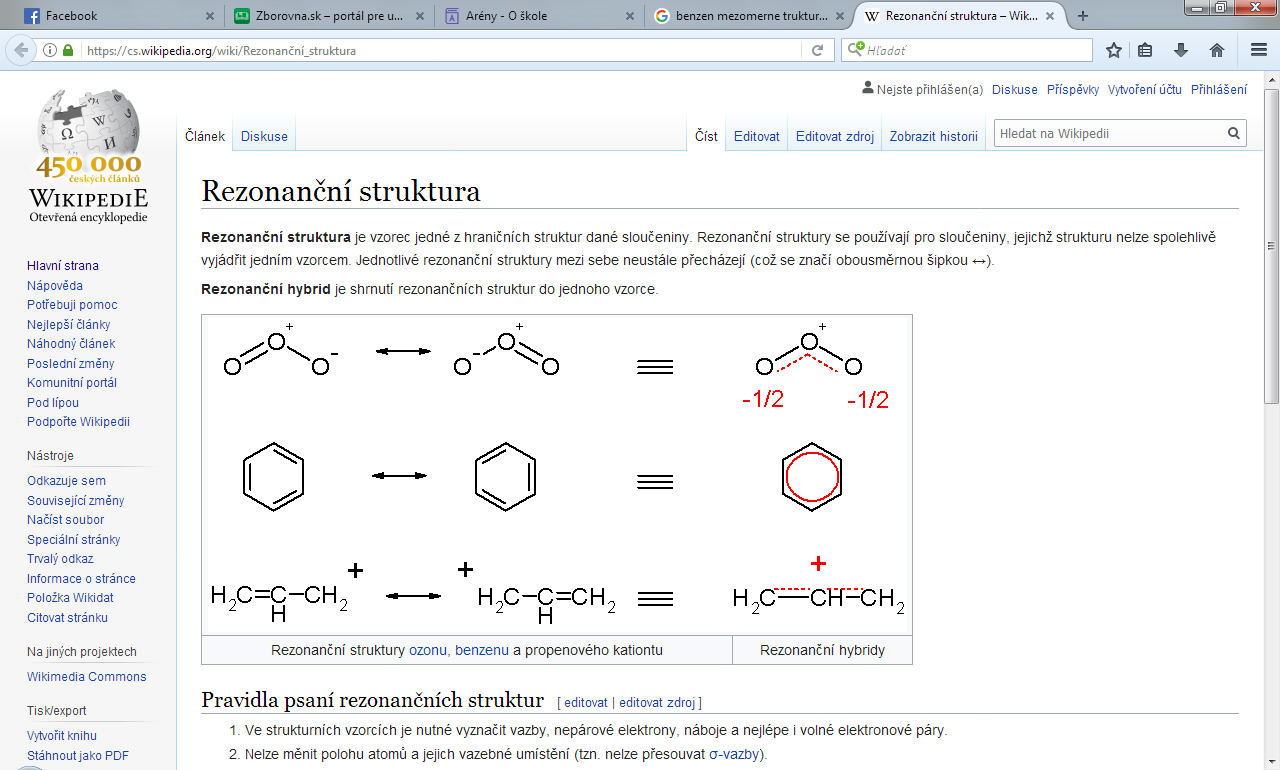 Facebook
Zborovna.sk – portál pre u...
Arény - O škole
benzen mezomerne truktur...
Rezonanční struktura – Wik...
https://cs.wikipedia.org/wiki/Rezonanční_struktura
Hľadať
Nejste přihlášen(a) Diskuse Příspěvky Vytvoření účtu Přihlášení
Článek Diskuse Číst Editovat Editovat zdroj Zobrazit historii Hledat na Wikipedii
450 000
českých článků
WIKIPEDIE
Otevřená encyklopedie
Hlavní strana
Nápověda
Potřebuji pomoc
Nejlepší články
Náhodný článek
Poslední změny
Komunitní portál
Pod lípou
Podpořte Wikipedii
Nástroje
Odkazuje sem
Související změny
Načíst soubor
Speciální stránky
Trvalý odkaz
Informace o stránce
Položka Wikidat
Citovat stránku
Na jiných projektech
Wikimedia Commons
Tisk/export
Vytvořit knihu
Stáhnout jako PDF
Rezonanční struktura
Rezonanční struktura je vzorec jedné z hraničních struktur dané sloučeniny. Rezonanční struktury se používají pro sloučeniny, jejichž strukturu nelze spolehlivě
vyjádřit jedním vzorcem. Jednotlivé rezonanční struktury mezi sebe neustále přecházejí (což se značí obousměrnou šipkou ↔).
Rezonanční hybrid je shrnutí rezonančních struktur do jednoho vzorce.
O O+ O- ↔ O- O+ O ≡ O O+ O
-1/2 -1/2
↔ ≡
+ + +
H2C=CH–CH2 ↔ H2C–CH=CH2 ≡ H2C–CH–CH2
Rezonanční struktury ozonu, benzenu a propenového kationtu
Rezonanční hybridy
Pravidla psaní rezonančních struktur [ editovat | editovat zdroj ]
1. Ve strukturních vzorcích je nutné vyznačit vazby, nepárové elektrony, náboje a nejlépe i volné elektronové páry.
2. Nelze měnit polohu atomů a jejich vazebné umístění (tzn. nelze přesouvat σ-vazby).